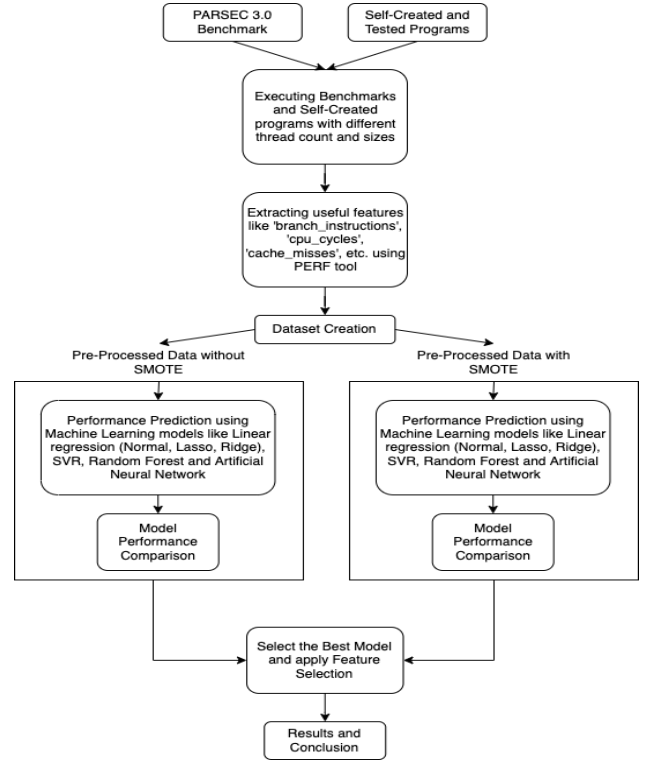 PARSEC 3.0
Benchmark
Self-Created and
Tested Programs
Executing Benchmarks
and Self-Created
programs with different
thread count and sizes
Extracting useful features
like 'branch_instructions',
'cpu_cycles',
'cache_misses', etc. using
PERF tool
Dataset Creation
Pre-Processed Data without
SMOTE
Pre-Processed Data with
SMOTE
Performance Prediction using
Machine Learning models like Linear
regression (Normal, Lasso, Ridge),
SVR, Random Forest and Artificial
Neural Network
Model
Performance
Comparison
Performance Prediction using
Machine Learning models like Linear
regression (Normal, Lasso, Ridge),
SVR, Random Forest and Artificial
Neural Network
Model
Performance
Comparison
Select the Best Model
and apply Feature
Selection
Results and
Conclusion